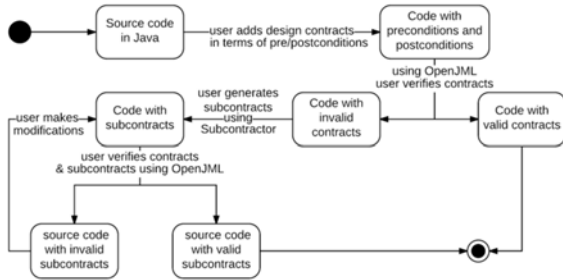 Source code
in Java
user adds design contracts
in terms of pre/postconditions
Code with
preconditions and
postconditions
using OpenJML
user verifies contracts
user generates
subcontracts
using
Subcontractor
Code with
invalid
contracts
Code with
valid contracts
user makes
modifications
Code with
subcontracts
user verifies contracts
& subcontracts using OpenJML
source code
with invalid
subcontracts
source code
with valid
subcontracts